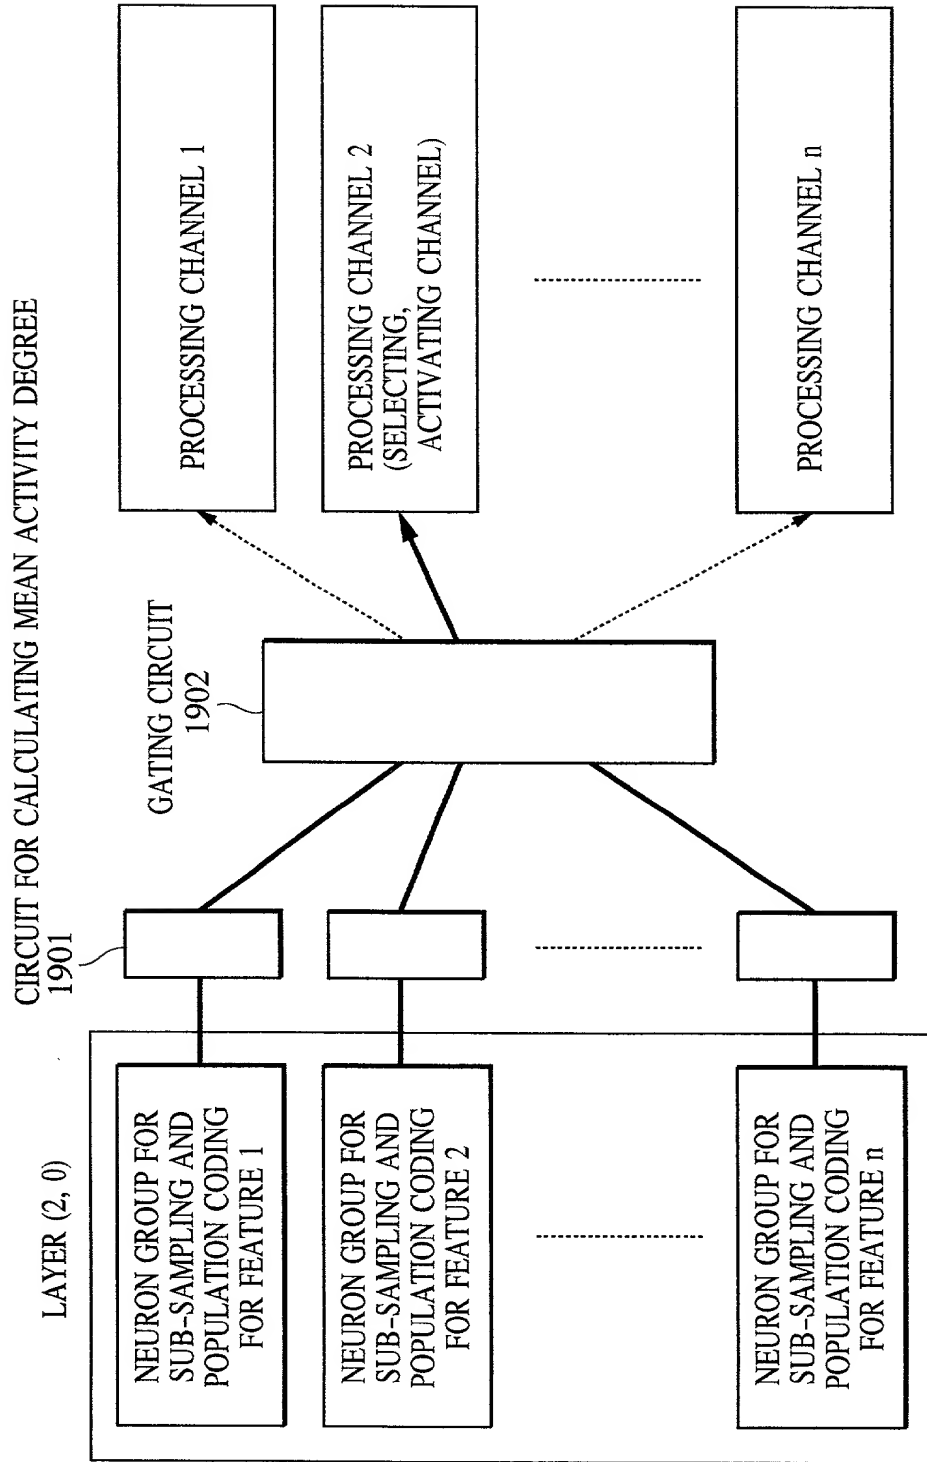 CIRCUIT FOR CALCULATING MEAN ACTIVITY DEGREE
1901
LAYER (2, 0)
GATING CIRCUIT
1902
NEURON GROUP FOR
SUB-SAMPLING AND
POPULATION CODING
FOR FEATURE 1
NEURON GROUP FOR
SUB-SAMPLING AND
POPULATION CODING
FOR FEATURE 2
NEURON GROUP FOR
SUB-SAMPLING AND
POPULATION CODING
FOR FEATURE n
PROCESSING CHANNEL 1
PROCESSING CHANNEL 2
(SELECTING,
ACTIVATING CHANNEL)
PROCESSING CHANNEL n